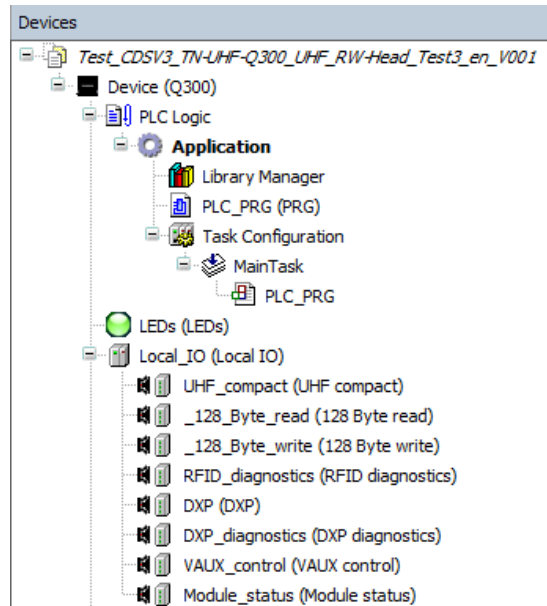 Devices
Test_CDSV3_TN-UHF-Q300_UHF_RW-Head_Test3_en_V001
Device (Q300)
PLC Logic
Application
Library Manager
PLC_PRG (PRG)
Task Configuration
MainTask
PLC_PRG
LEDs (LEDs)
Local_IO (Local IO)
UHF_compact (UHF compact)
_128_Byte_read (128 Byte read)
_128_Byte_write (128 Byte write)
RFID_diagnostics (RFID diagnostics)
DXP (DXP)
DXP_diagnostics (DXP diagnostics)
VAUX_control (VAUX control)
Module_status (Module status)